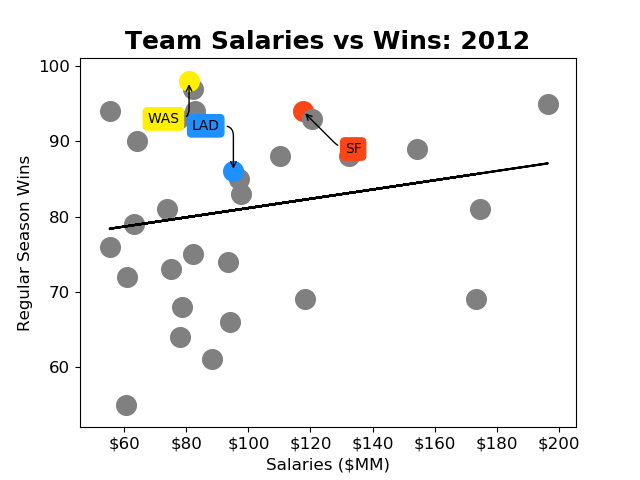 Team Salaries vs Wins: 2012
Regular Season Wins
100
90
80
70
60
WAS
LAD
SF
$60 $80 $100 $120 $140 $160 $180 $200
Salaries ($MM)